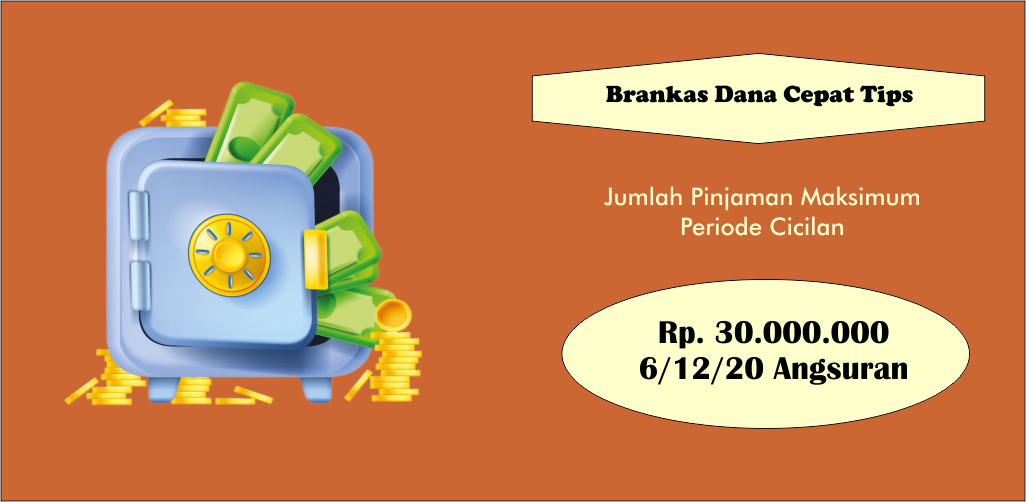 Brankas Dana Cepat Tips
Jumlah Pinjaman Maksimum
Periode Cicilan
Rp. 30.000.000
6/12/20 Angsuran